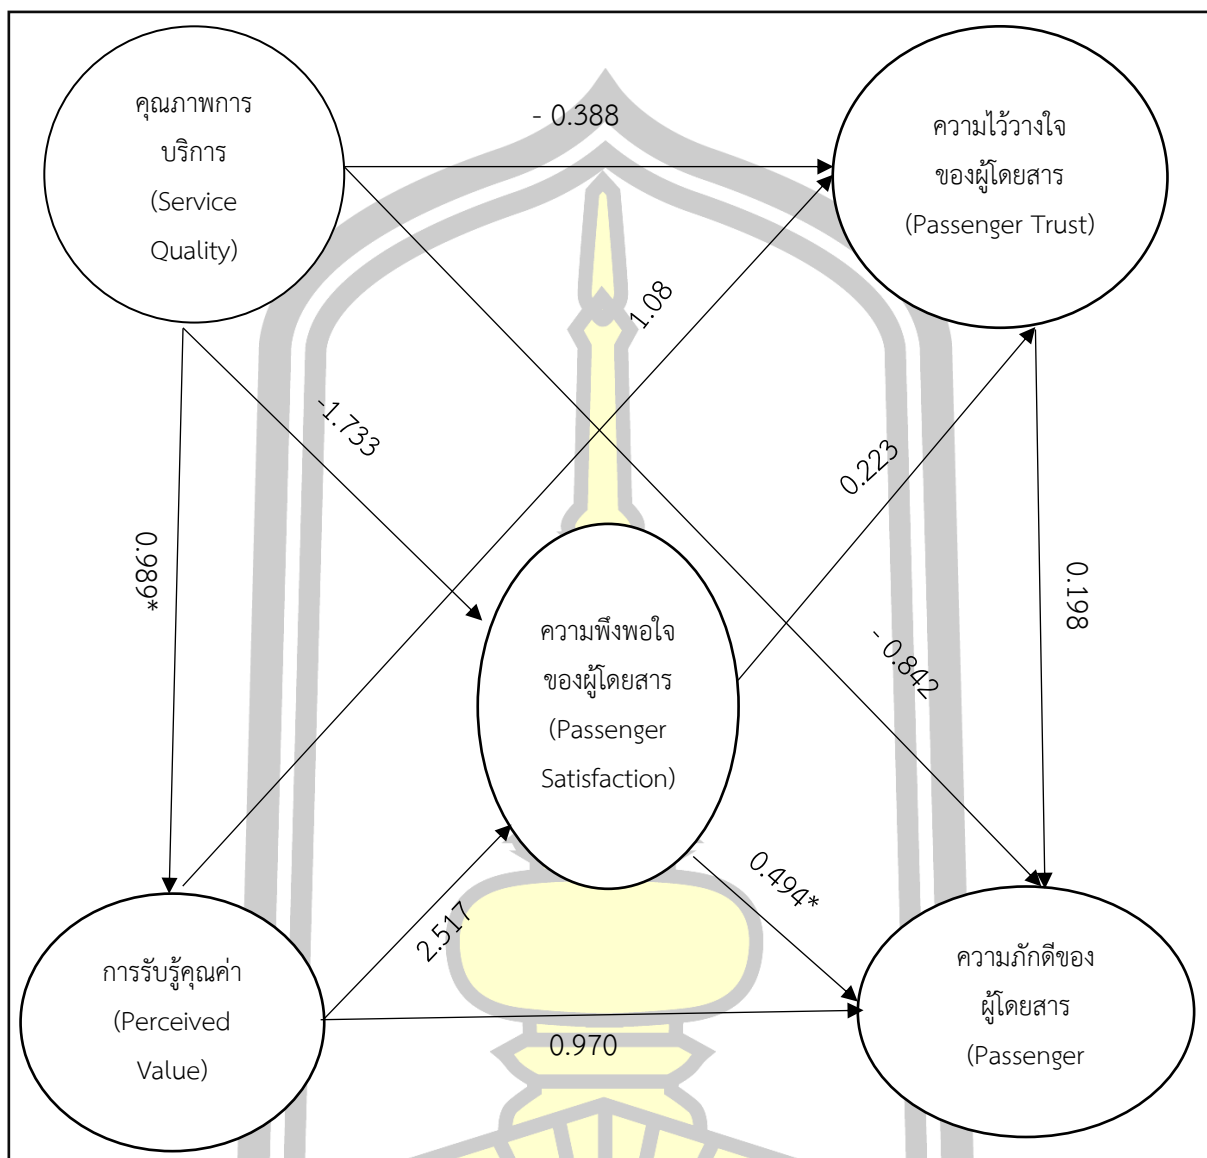 คุณภาพการ
บริการ
(Service
Quality)
- 0.388
ความไว้วางใจ
ของผู้โดยสาร
(Passenger Trust)
1.08
-1.733
0.223
0.989*
0.198
ความพึงพอใจ
ของผู้โดยสาร
(Passenger
Satisfaction)
- 0.842
0.494*
2.517
การรับรู้คุณค่า
(Perceived
Value)
0.970
ความภักดีของ
ผู้โดยสาร
(Passenger